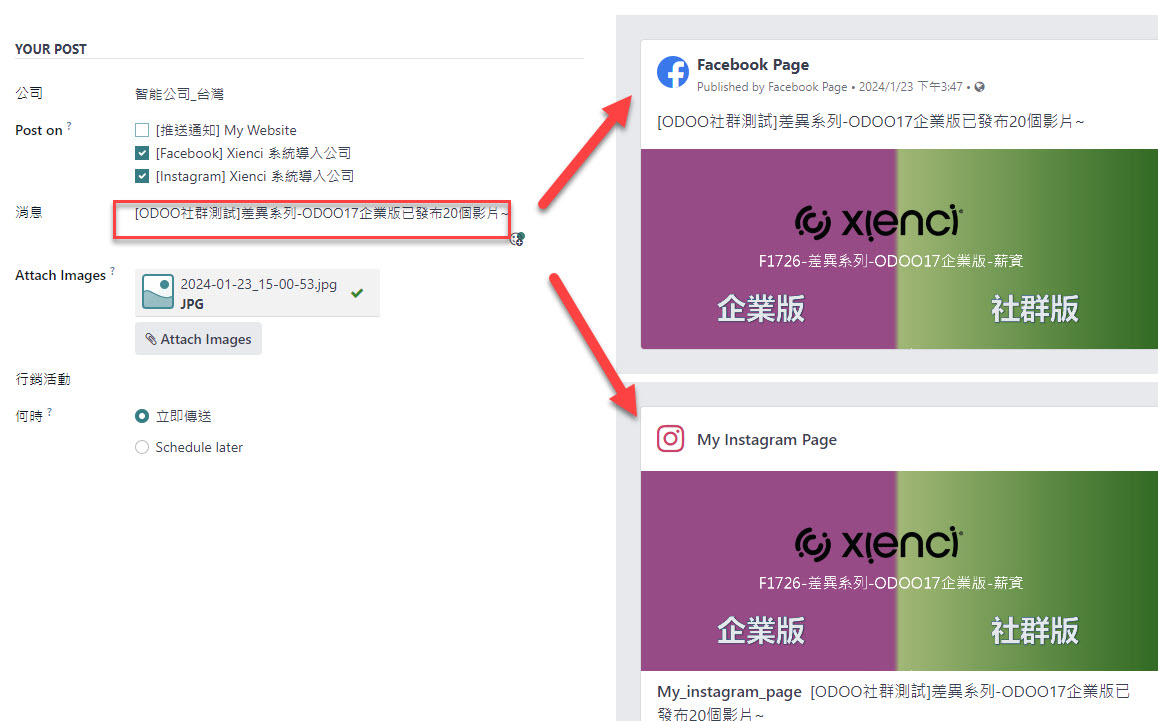 YOUR POST
公司
智能公司_台灣
Post on ?
[推送通知] My Website
[Facebook] Xienci 系統導入公司
[Instagram] Xienci 系統導入公司
消息
[ODOO社群測試]差異系列-ODOO17企業版已發布20個影片~
Attach Images ?
2024-01-23_15-00-53.jpg
JPG
Attach Images
行銷活動
何時 ?
立即傳送
Schedule later
Facebook Page
Published by Facebook Page • 2024/1/23 下午3:47 •
[ODOO社群測試]差異系列-ODOO17企業版已發布20個影片~
xienci
F1726-差異系列-ODOO17企業版-薪資
企業版 社群版
My Instagram Page
xienci
F1726-差異系列-ODOO17企業版-薪資
企業版 社群版
My_instagram_page [ODOO社群測試]差異系列-ODOO17企業版已
發布20個影片~